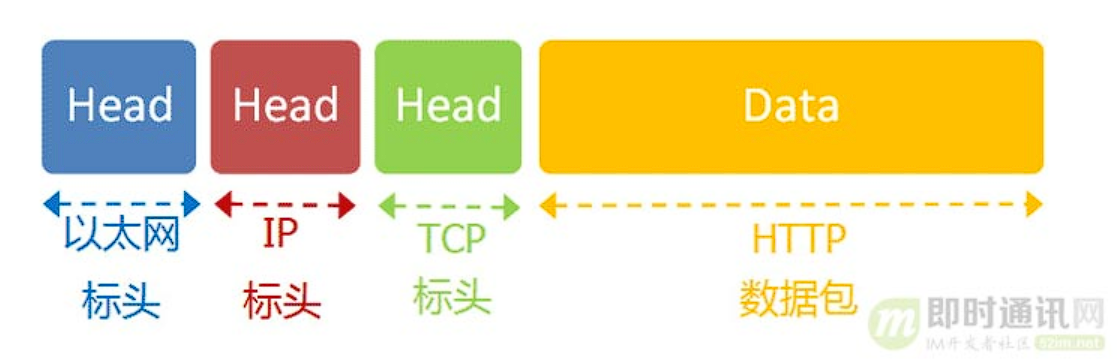 Head Head Head Data
以太网 IP TCP HTTP
标头 标头 标头 数据包
即时通讯网
IM开发者社区 52im.net